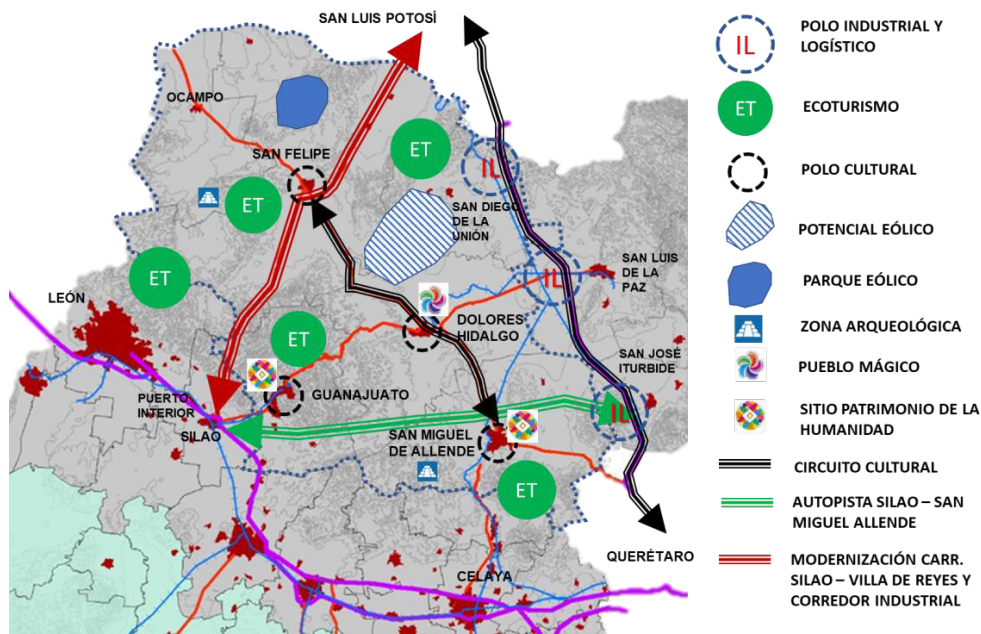 SAN LUIS POTOSÍ
OCAMPO
SAN FELIPE
ET
IL
ET
SAN DIEGO
DE LA
UNIÓN
ET
LEÓN
SAN LUIS
DE LA
PAZ
IL
DOLORES
HIDALGO
ET
SAN JOSÉ
ITURBIDE
PUERTO
INTERIOR
GUANAJUATO
SILAO
IL
SAN MIGUEL
DE ALLENDE
ET
QUERÉTARO
CELAYA
IL
POLO INDUSTRIAL Y
LOGÍSTICO
ET
ECOTURISMO
POLO CULTURAL
POTENCIAL EÓLICO
PARQUE EÓLICO
ZONA ARQUEOLÓGICA
PUEBLO MÁGICO
SITIO PATRIMONIO DE LA
HUMANIDAD
CIRCUITO CULTURAL
AUTOPISTA SILAO – SAN
MIGUEL ALLENDE
MODERNIZACIÓN CARR.
SILAO – VILLA DE REYES Y
CORREDOR INDUSTRIAL